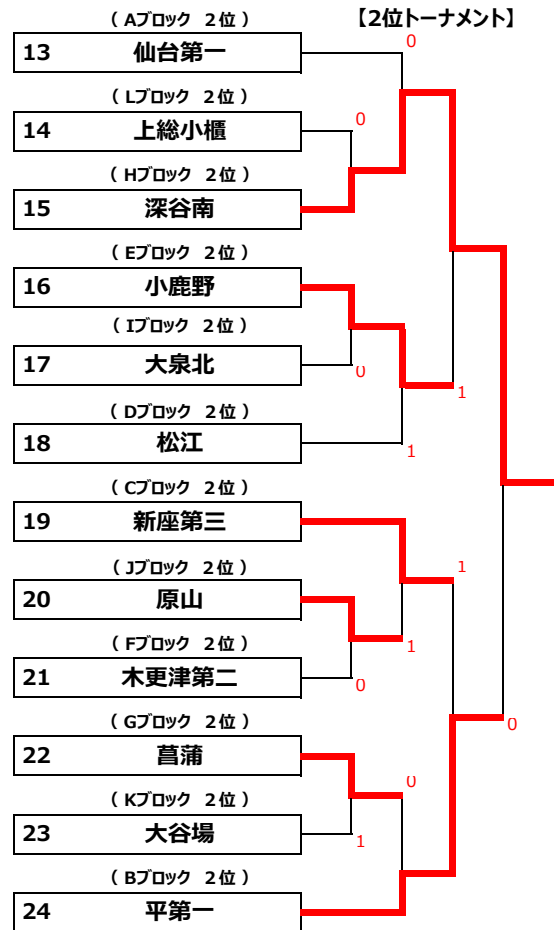 ( Aブロック 2位 )
【2位トーナメント】
0
13 仙台第一
( Lブロック 2位 )
0
14 上総小櫃
( Hブロック 2位 )
15 深谷南
( Eブロック 2位 )
16 小鹿野
( Iブロック 2位 )
17 大泉北
0
1
( Dブロック 2位 )
18 松江
1
( Cブロック 2位 )
19 新座第三
( Jブロック 2位 )
1
20 原山
( Fブロック 2位 )
1
21 木更津第二
0
( Gブロック 2位 )
0
22 菖蒲
0
( Kブロック 2位 )
23 大谷場
1
( Bブロック 2位 )
24 平第一